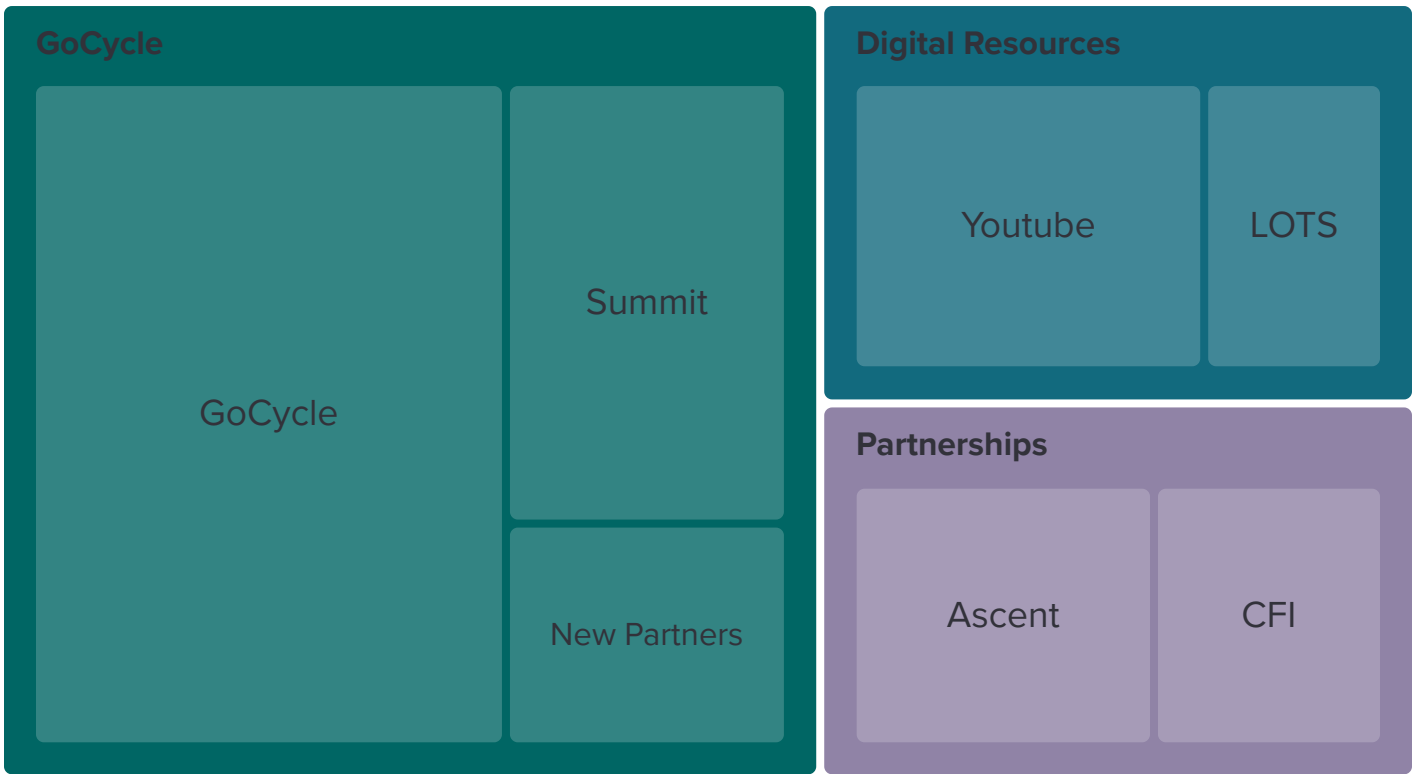 GoCycle
GoCycle
Summit
New Partners
Digital Resources
Youtube
LOTS
Partnerships
Ascent
CFI